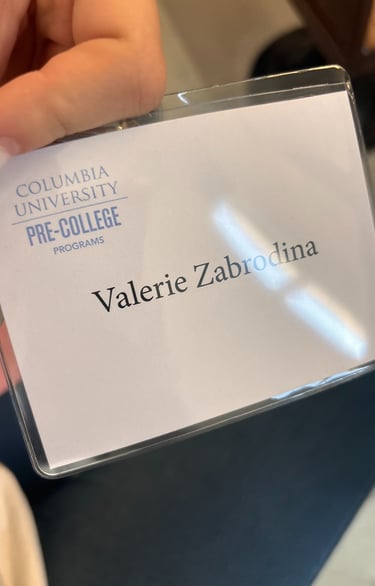 COLUMBIA
UNIVERSITY
PRE-COLLEGE
PROGRAMS
Valerie Zabrodina